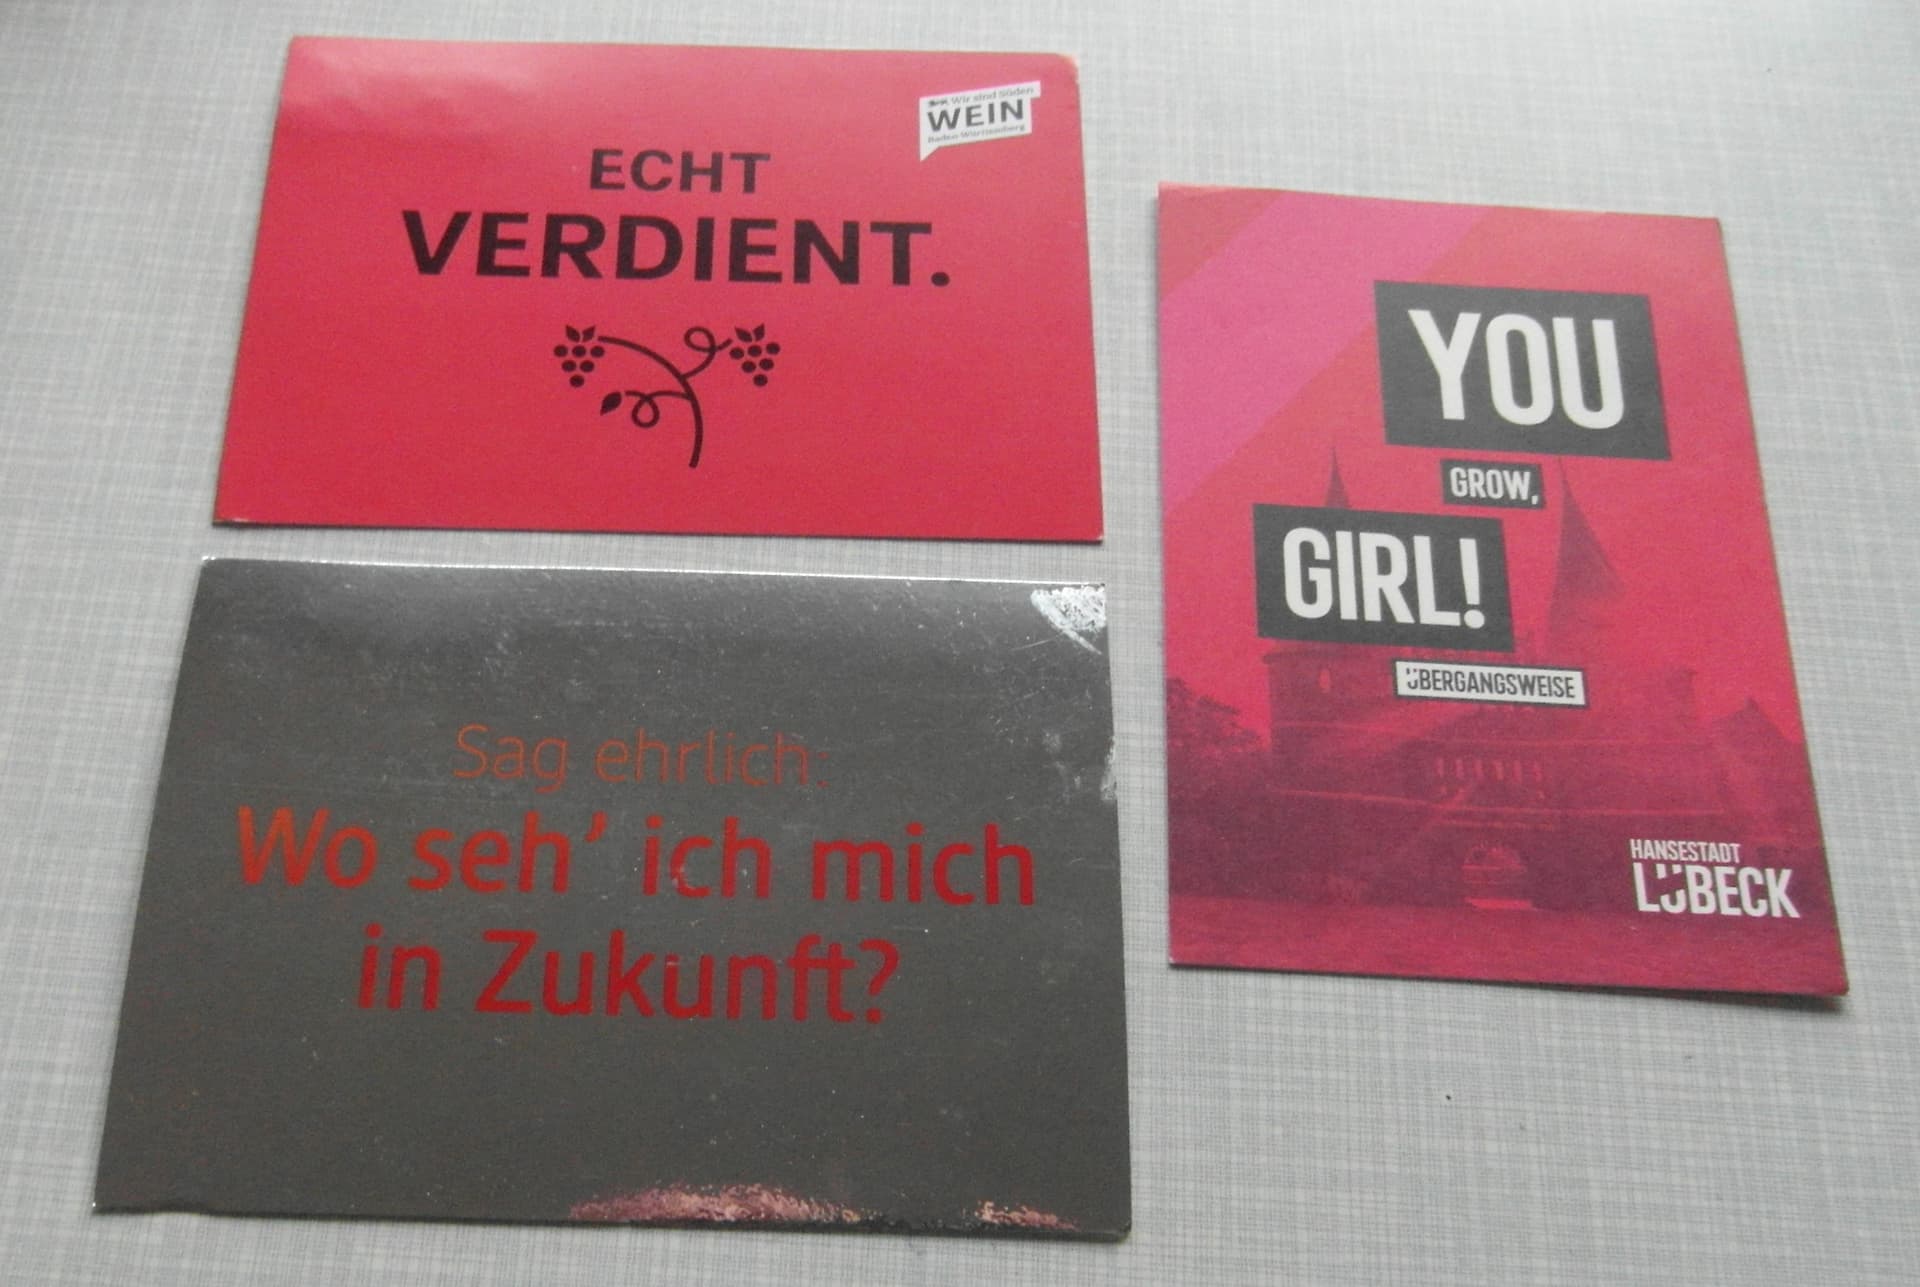 Wir sind Süden
WEIN
Baden-Württemberg
ECHT
VERDIENT.
Sag ehrlich:
Wo seh’ ich mich
in Zukunft?
YOU
GROW,
GIRL!
ÜBERGANGSWEISE
HANSESTADT
LÜBECK